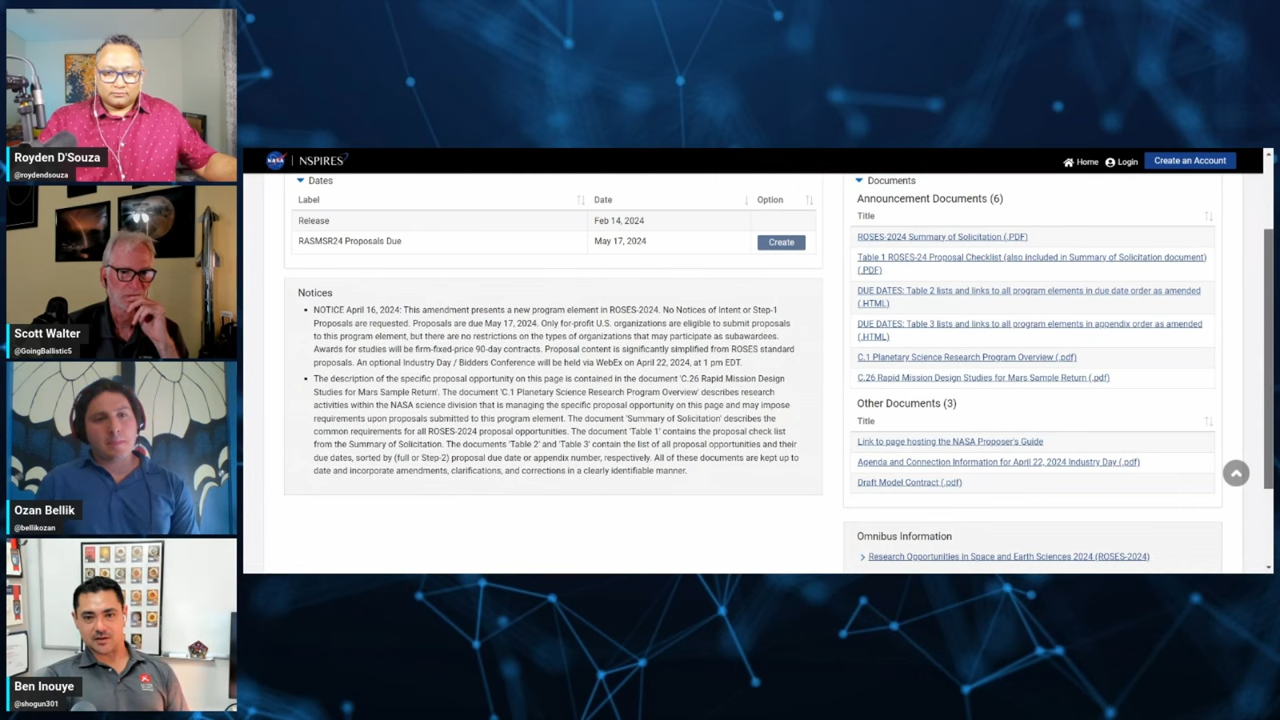 Royden D'Souza
@roydendsouza
Scott Walter
@GoingBallistic5
Ozan Bellik
@bellikozan
Ben Inouye
@shogun301
NASA | NSPIRES
Home Login Create an Account
Dates
Label Date Option
Release Feb 14, 2024
RASMSR24 Proposals Due May 17, 2024 Create
Notices
NOTICE April 16, 2024: This amendment presents a new program element in ROSES-2024. No Notices of Intent or Step-1
Proposals are requested. Proposals are due May 17, 2024. Only for-profit U.S. organizations are eligible to submit proposals
to this program element, but there are no restrictions on the types of organizations that may participate as subawardees.
Awards for studies will be firm-fixed-price 90-day contracts. Proposal content is significantly simplified from ROSES standard
proposals. An optional Industry Day / Bidders Conference will be held via WebEx on April 22, 2024, at 1 pm EDT.
The description of the specific proposal opportunity on this page is contained in the document 'C.26 Rapid Mission Design
Studies for Mars Sample Return'. The document 'C.1 Planetary Science Research Program Overview' describes research
activities within the NASA science division that is managing the specific proposal opportunity on this page and may impose
requirements upon proposals submitted to this program element. The document 'Summary of Solicitation' describes the
common requirements for all ROSES-2024 proposal opportunities. The document 'Table 1' contains the proposal check list
from the Summary of Solicitation. The documents 'Table 2' and 'Table 3' contain the list of all proposal opportunities and their
due dates, sorted by (full or Step-2) proposal due date or appendix number, respectively. All of these documents are kept up to
date and incorporate amendments, clarifications, and corrections in a clearly identifiable manner.
Documents
Announcement Documents (6)
Title
ROSES-2024 Summary of Solicitation (.PDF)
Table 1 ROSES-24 Proposal Checklist (also included in Summary of Solicitation document)
(.PDF)
DUE DATES: Table 2 lists and links to all program elements in due date order as amended
(.HTML)
DUE DATES: Table 3 lists and links to all program elements in appendix order as amended
(.HTML)
C.1 Planetary Science Research Program Overview (.pdf)
C.26 Rapid Mission Design Studies for Mars Sample Return (.pdf)
Other Documents (3)
Title
Link to page hosting the NASA Proposer's Guide
Agenda and Connection Information for April 22, 2024 Industry Day (.pdf)
Draft Model Contract (.pdf)
Omnibus Information
Research Opportunities in Space and Earth Sciences 2024 (ROSES-2024)